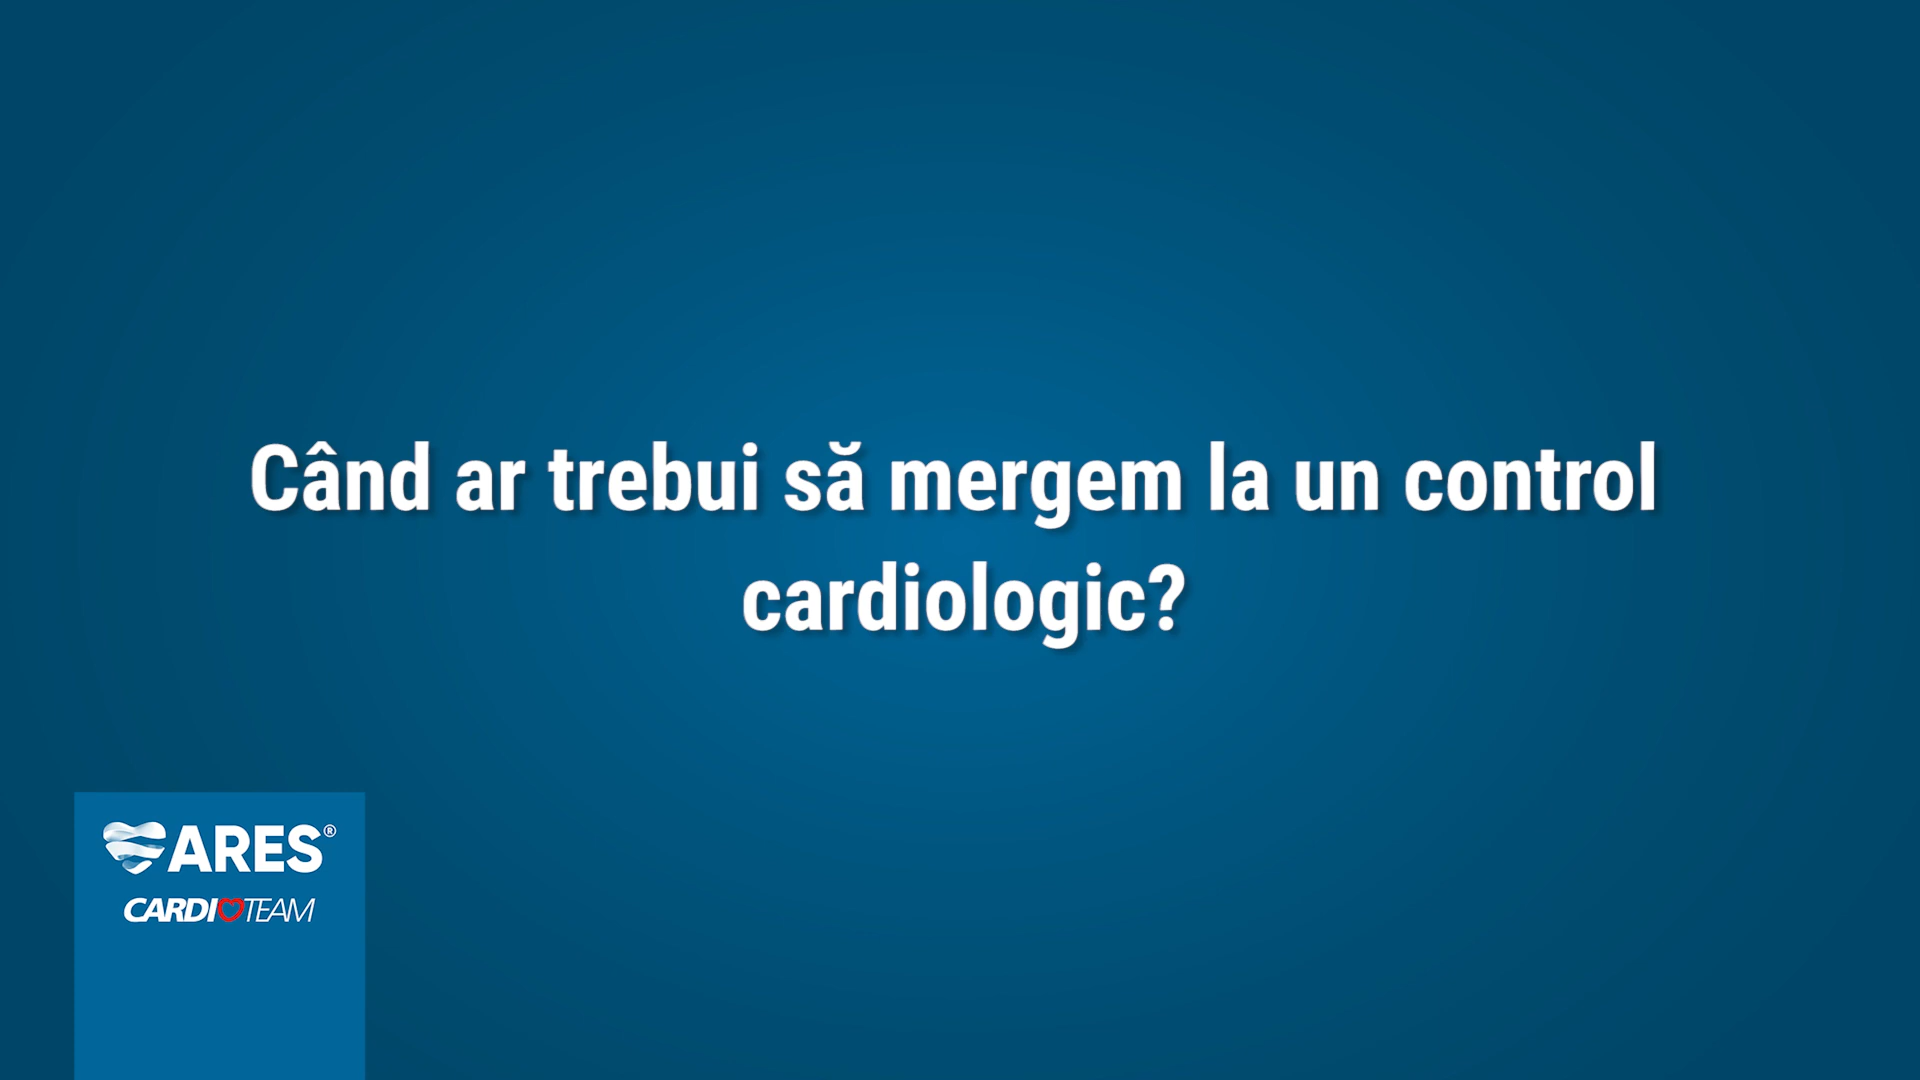 Când ar trebui să mergem la un control
cardiologic?
ARES®
CARDIOTEAM